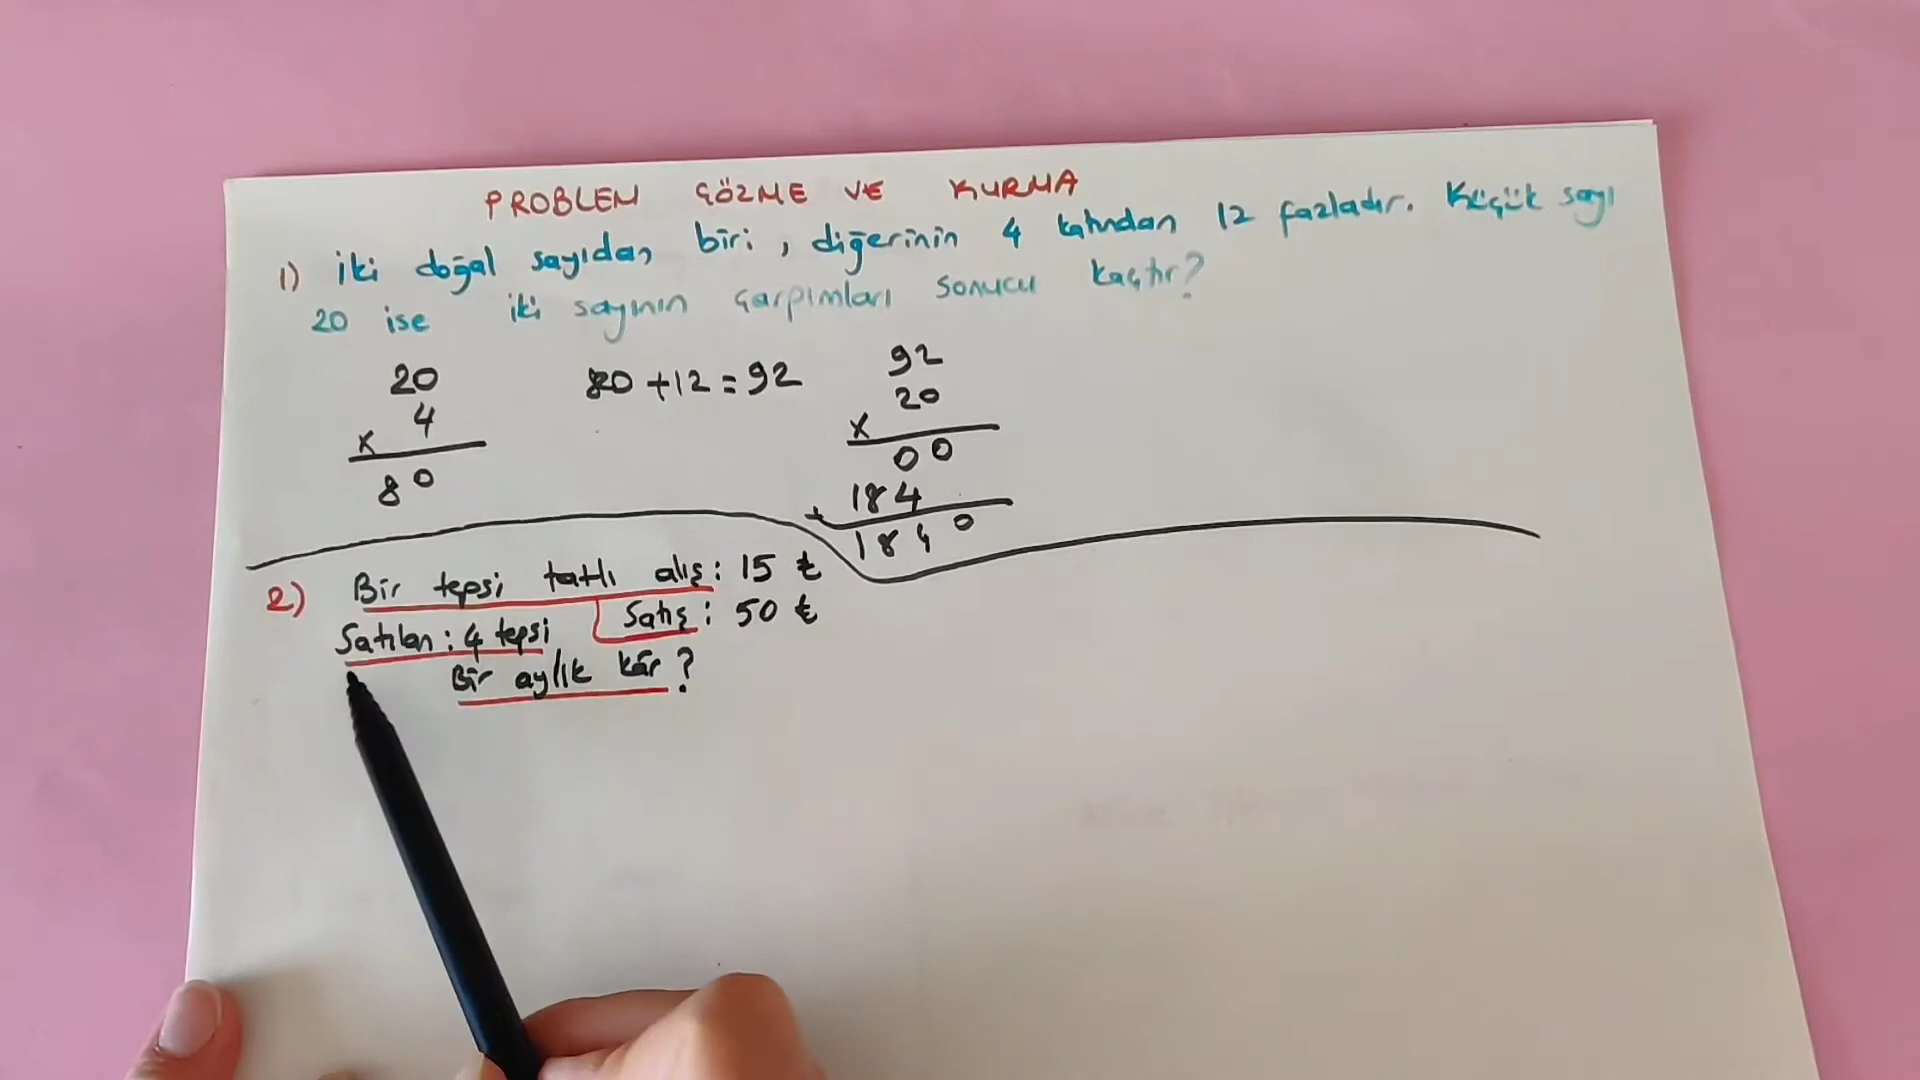 PROBLEM ÇÖZME VE KURMA
1) İki doğal sayıdan biri, diğerinin 4 katından 12 fazladır. Küçük sayı
20 ise iki sayının çarpımları sonucu kaçtır?
20
x 4
80
80 + 12 = 92
92
x 20
00
+ 184
1840
2) Bir tepsi tatlı alış: 15 ₺
Satış: 50 ₺
Satılan: 4 tepsi
Bir aylık kâr?